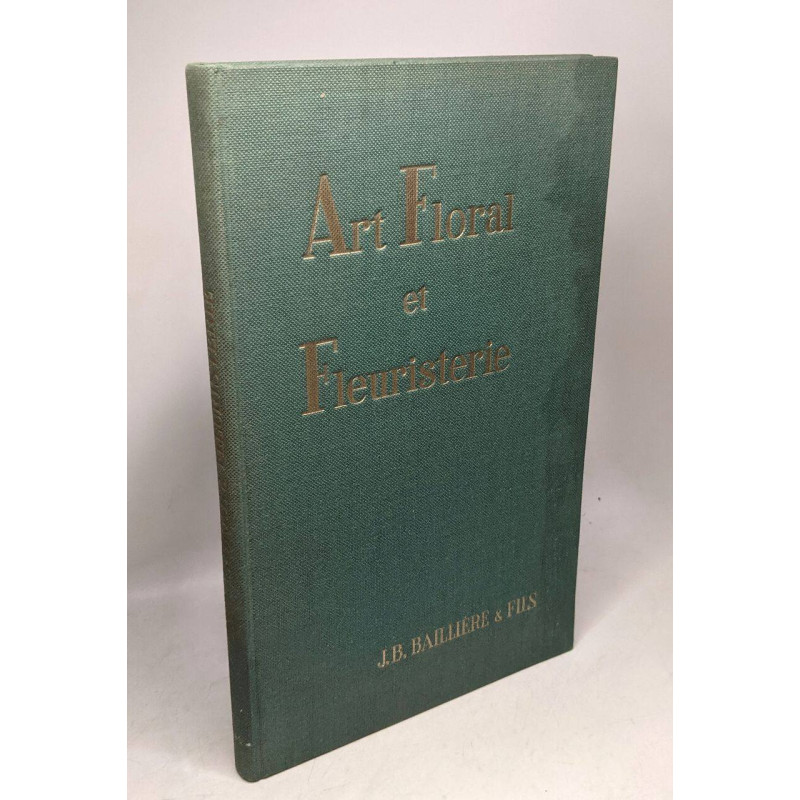 Art Floral
et
Fleuristerie
J.B. BAILLIÈRE & FILS